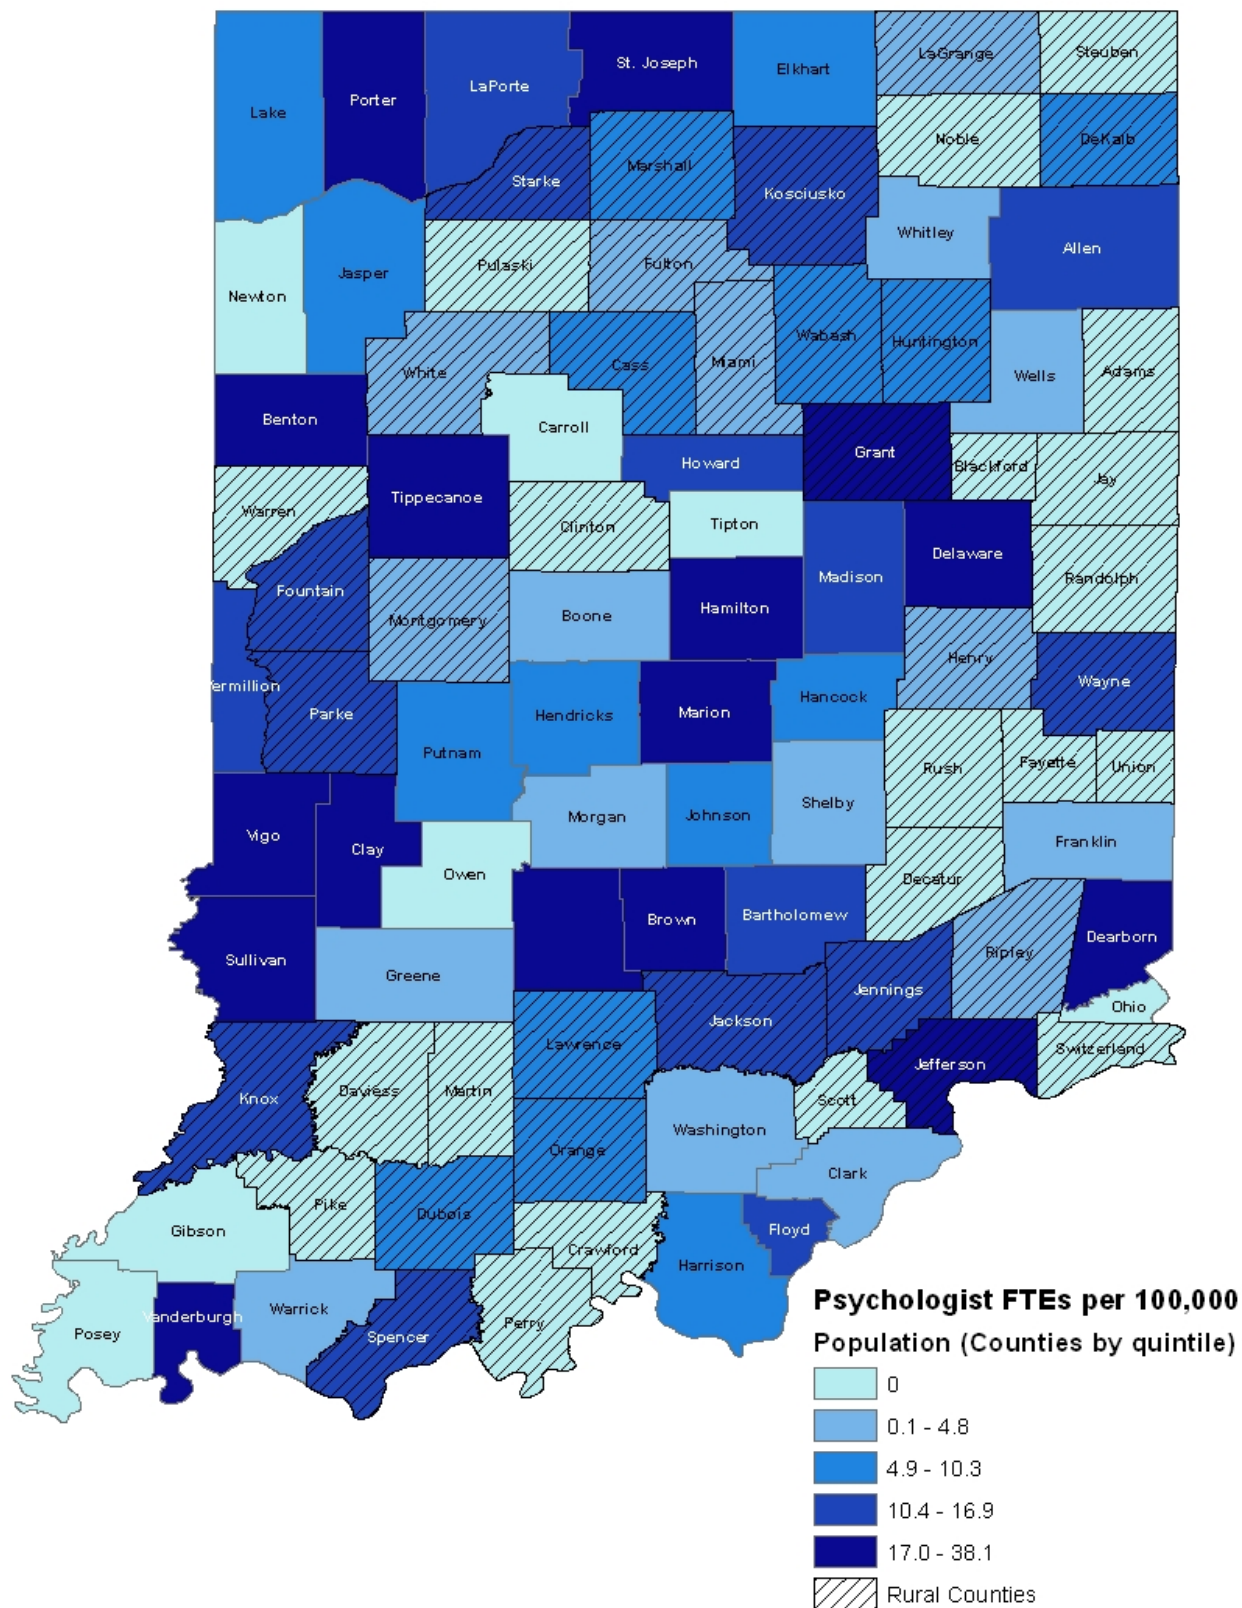 LaGrange
Steuben
St. Joseph
Elkhart
LaPorte
Porter
Lake
Noble
DeKalb
Marshall
Starke
Kosciusko
Whitley
Allen
Pulaski
Fulton
Jasper
Newton
Wabash
Huntington
Miami
Cass
White
Wells
Adams
Benton
Carroll
Howard
Grant
Blackford
Jay
Tippecanoe
Warren
Clinton
Tipton
Delaware
Madison
Randolph
Fountain
Montgomery
Boone
Hamilton
Henry
Wayne
ermillion
Parke
Hendricks
Marion
Hancock
Putnam
Rush
Fayette
Union
Morgan
Johnson
Shelby
Vigo
Clay
Franklin
Owen
Decatur
Brown
Bartholomew
Dearborn
Sullivan
Greene
Ripley
Jennings
Ohio
Jackson
Lawrence
Switzerland
Jefferson
Knox
Daviess
Martin
Scott
Washington
Orange
Clark
Pike
Dubois
Gibson
Floyd
Crawford
Harrison
Posey
Vanderburgh
Warrick
Spencer
Perry
Psychologist FTEs per 100,000
Population (Counties by quintile)
0
0.1 - 4.8
4.9 - 10.3
10.4 - 16.9
17.0 - 38.1
Rural Counties